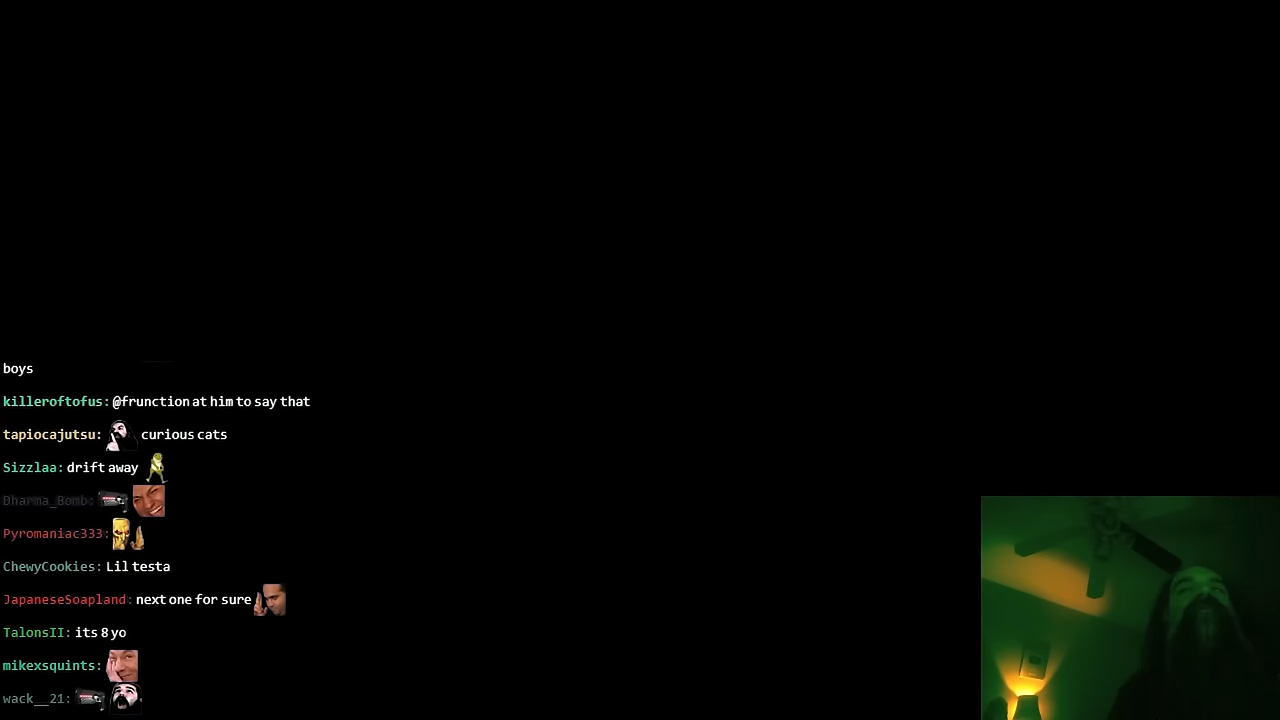 boys
killeroftofus: @frunction at him to say that
tapiocajutsu: curious cats
Sizzlaa: drift away
Dharma_Bomb:
Pyromaniac333:
ChewyCookies: Lil testa
JapaneseSoapland: next one for sure
TalonsII: its 8 yo
mikexsquints:
wack__21: